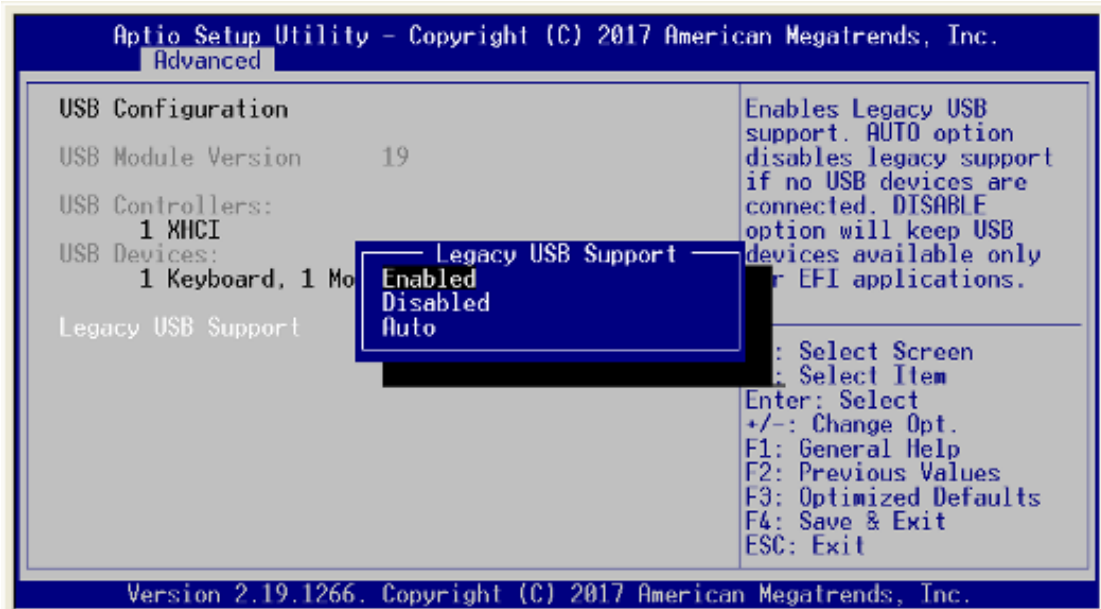 Aptio Setup Utility - Copyright (C) 2017 American Megatrends, Inc.
Advanced
USB Configuration
USB Module Version 19
USB Controllers:
1 XHCI
USB Devices:
1 Keyboard, 1
Legacy USB Support
Legacy USB Support
Enabled
Disabled
Auto
Enables Legacy USB
support. AUTO option
disables legacy support
if no USB devices are
connected. DISABLE
option will keep USB
devices available only
EFI applications.
: Select Screen
: Select Item
Enter: Select
+/-: Change Opt.
F1: General Help
F2: Previous Values
F3: Optimized Defaults
F4: Save & Exit
ESC: Exit
Version 2.19.1266. Copyright (C) 2017 American Megatrends, Inc.